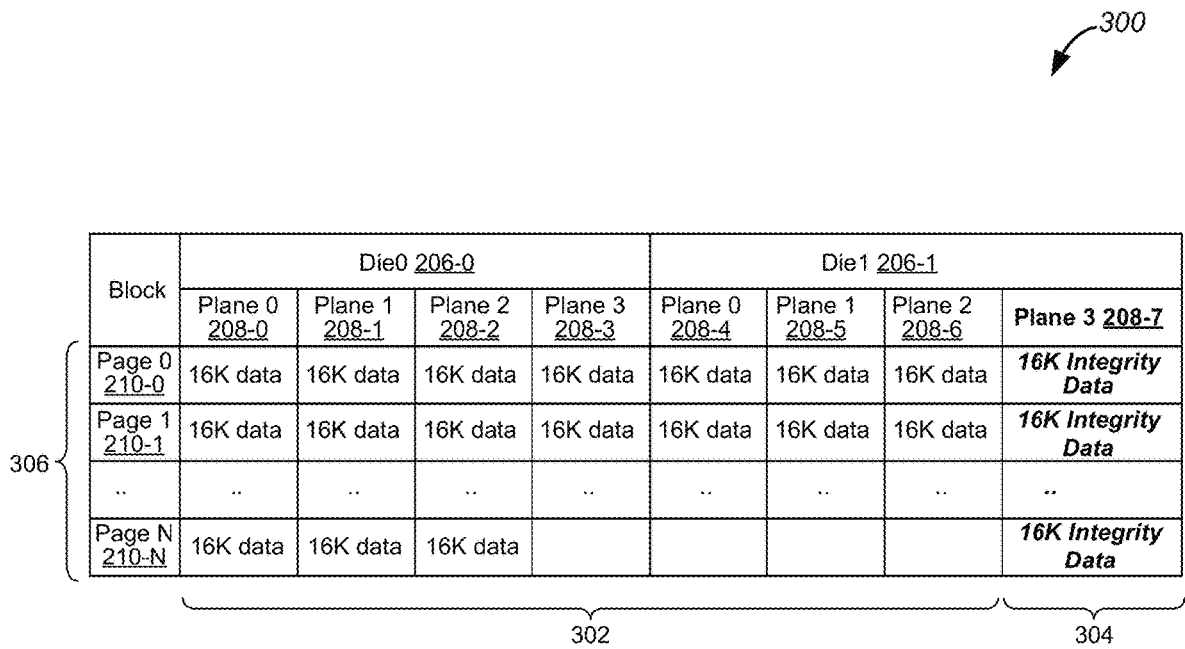 300
Block
Die0 206-0
Die1 206-1
Plane 0
208-0
Plane 1
208-1
Plane 2
208-2
Plane 3
208-3
Plane 0
208-4
Plane 1
208-5
Plane 2
208-6
Plane 3 208-7
Page 0
210-0
16K data
16K data
16K data
16K data
16K data
16K data
16K data
16K Integrity
Data
Page 1
210-1
16K data
16K data
16K data
16K data
16K data
16K data
16K data
16K Integrity
Data
306
..
..
..
..
..
..
..
..
..
Page N
210-N
16K data
16K data
16K data
16K Integrity
Data
302
304